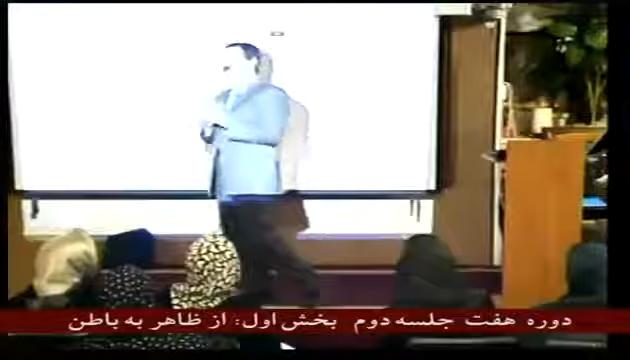 دوره هفت جلسه دوم بخش اول: از ظاهر به باطن